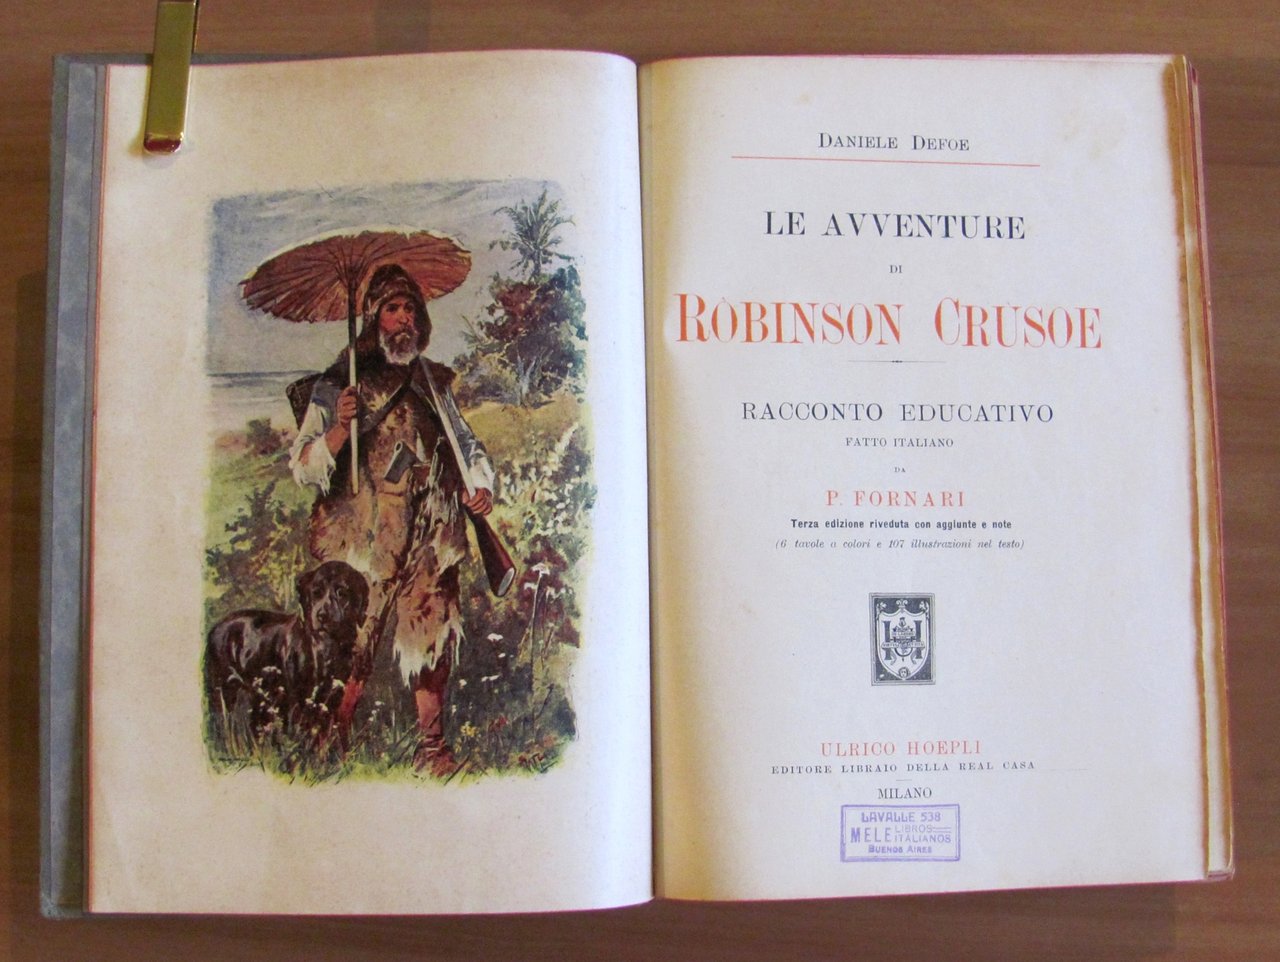 DANIELE DEFOE
LE AVVENTURE
DI
RÒBINSON CRÙSOE
RACCONTO EDUCATIVO
FATTO ITALIANO
DA
P. FORNARI
Terza edizione riveduta con aggiunte e note
(6 tavole a colori e 107 illustrazioni nel testo)
ULRICO HOEPLI
EDITORE LIBRAIO DELLA REAL CASA
MILANO
LAVALLE 538
MELE LIBROS ITALIANOS
BUENOS AIRES